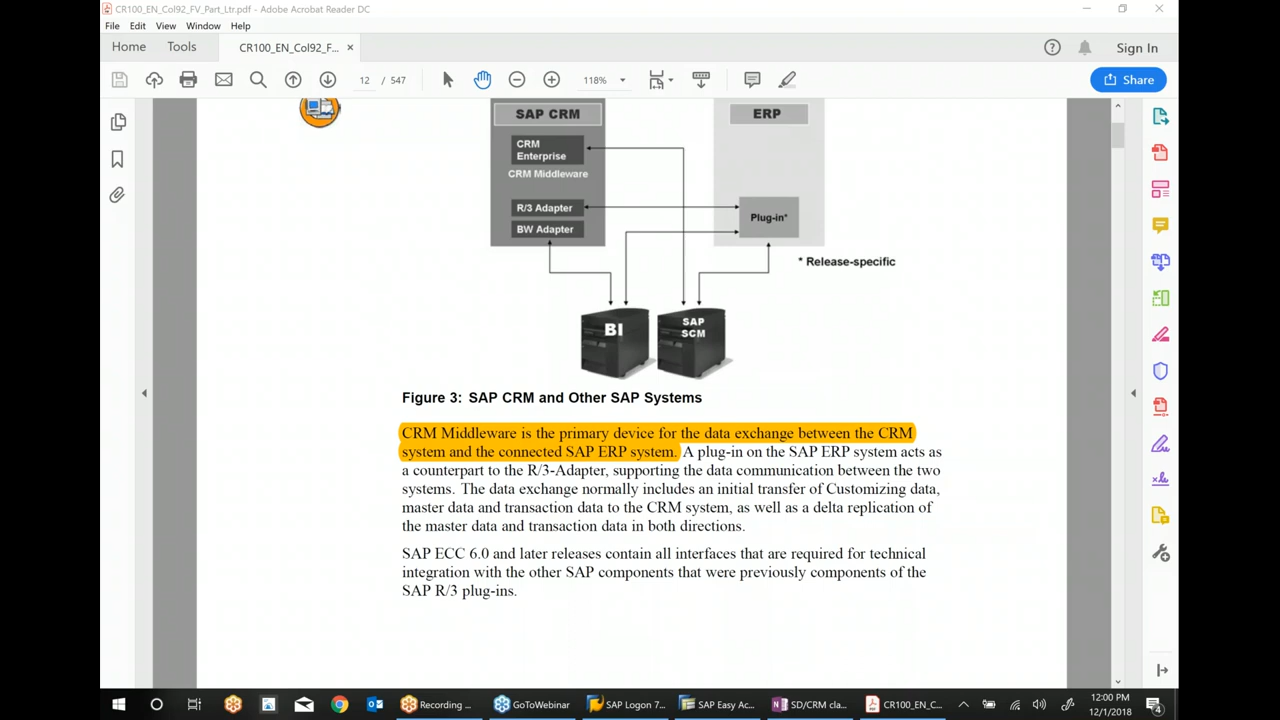 CR100_EN_Col92_FV_Part_Ltr.pdf - Adobe Acrobat Reader DC
File Edit View Window Help
Home Tools CR100_EN_Col92_F... × Sign In
12 / 547 118% Share
SAP CRM ERP
CRM
Enterprise
CRM Middleware
R/3 Adapter
BW Adapter
Plug-in*
* Release-specific
BI
SAP
SCM
Figure 3: SAP CRM and Other SAP Systems
CRM Middleware is the primary device for the data exchange between the CRM
system and the connected SAP ERP system. A plug-in on the SAP ERP system acts as
a counterpart to the R/3-Adapter, supporting the data communication between the two
systems. The data exchange normally includes an initial transfer of Customizing data,
master data and transaction data to the CRM system, as well as a delta replication of
the master data and transaction data in both directions.
SAP ECC 6.0 and later releases contain all interfaces that are required for technical
integration with the other SAP components that were previously components of the
SAP R/3 plug-ins.
Recording ... GoToWebinar SAP Logon 7... SAP Easy Ac... SD/CRM cla... CR100_EN_C...
12:00 PM
12/1/2018
4